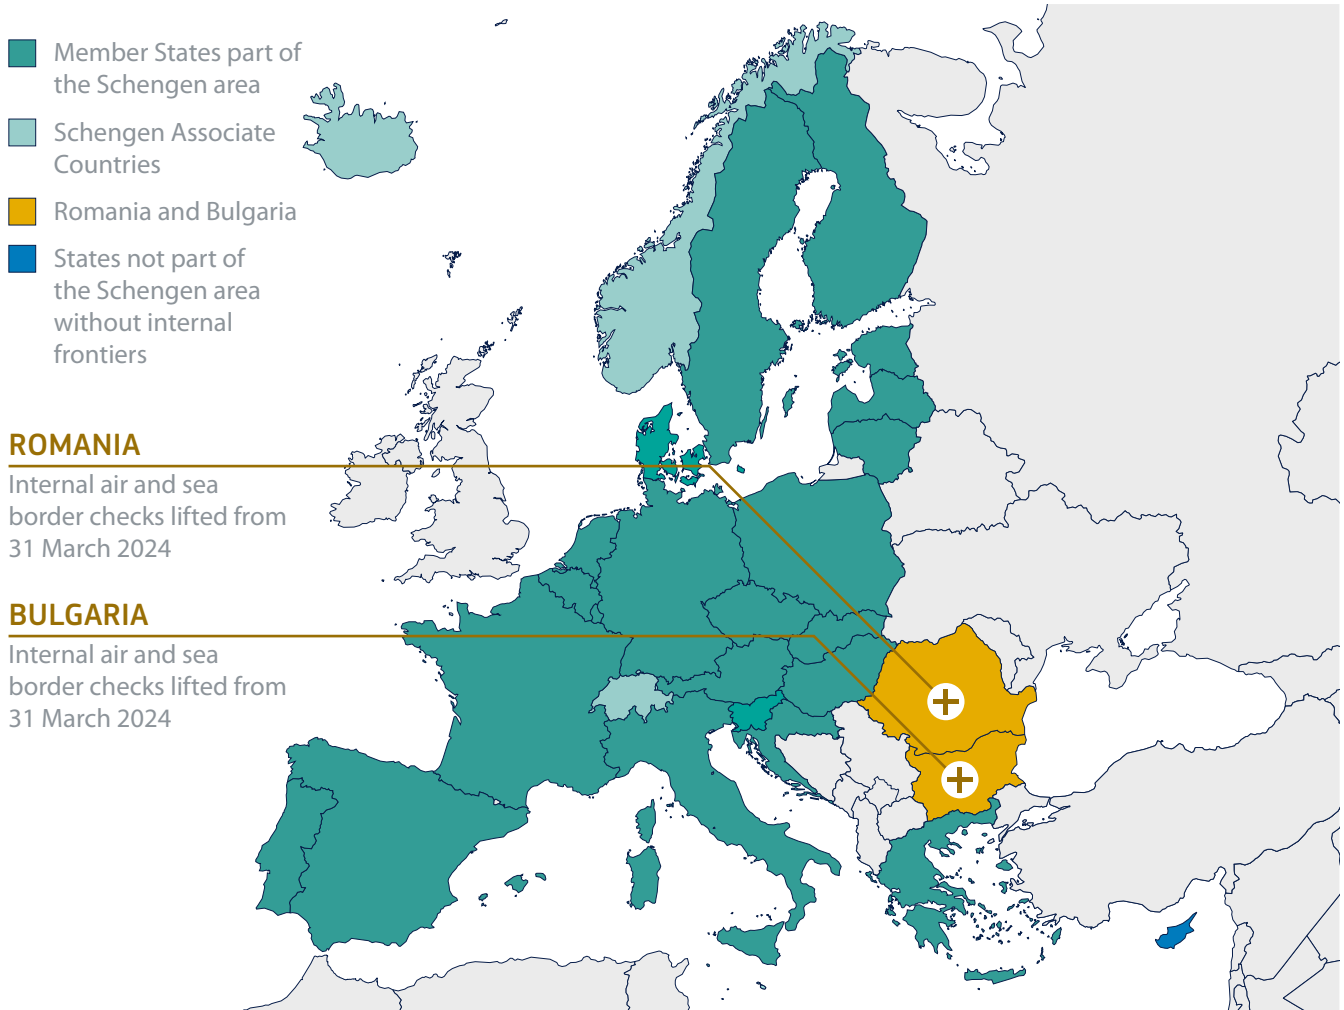 Member States part of
the Schengen area
Schengen Associate
Countries
Romania and Bulgaria
States not part of
the Schengen area
without internal
frontiers
ROMANIA
Internal air and sea
border checks lifted from
31 March 2024
BULGARIA
Internal air and sea
border checks lifted from
31 March 2024